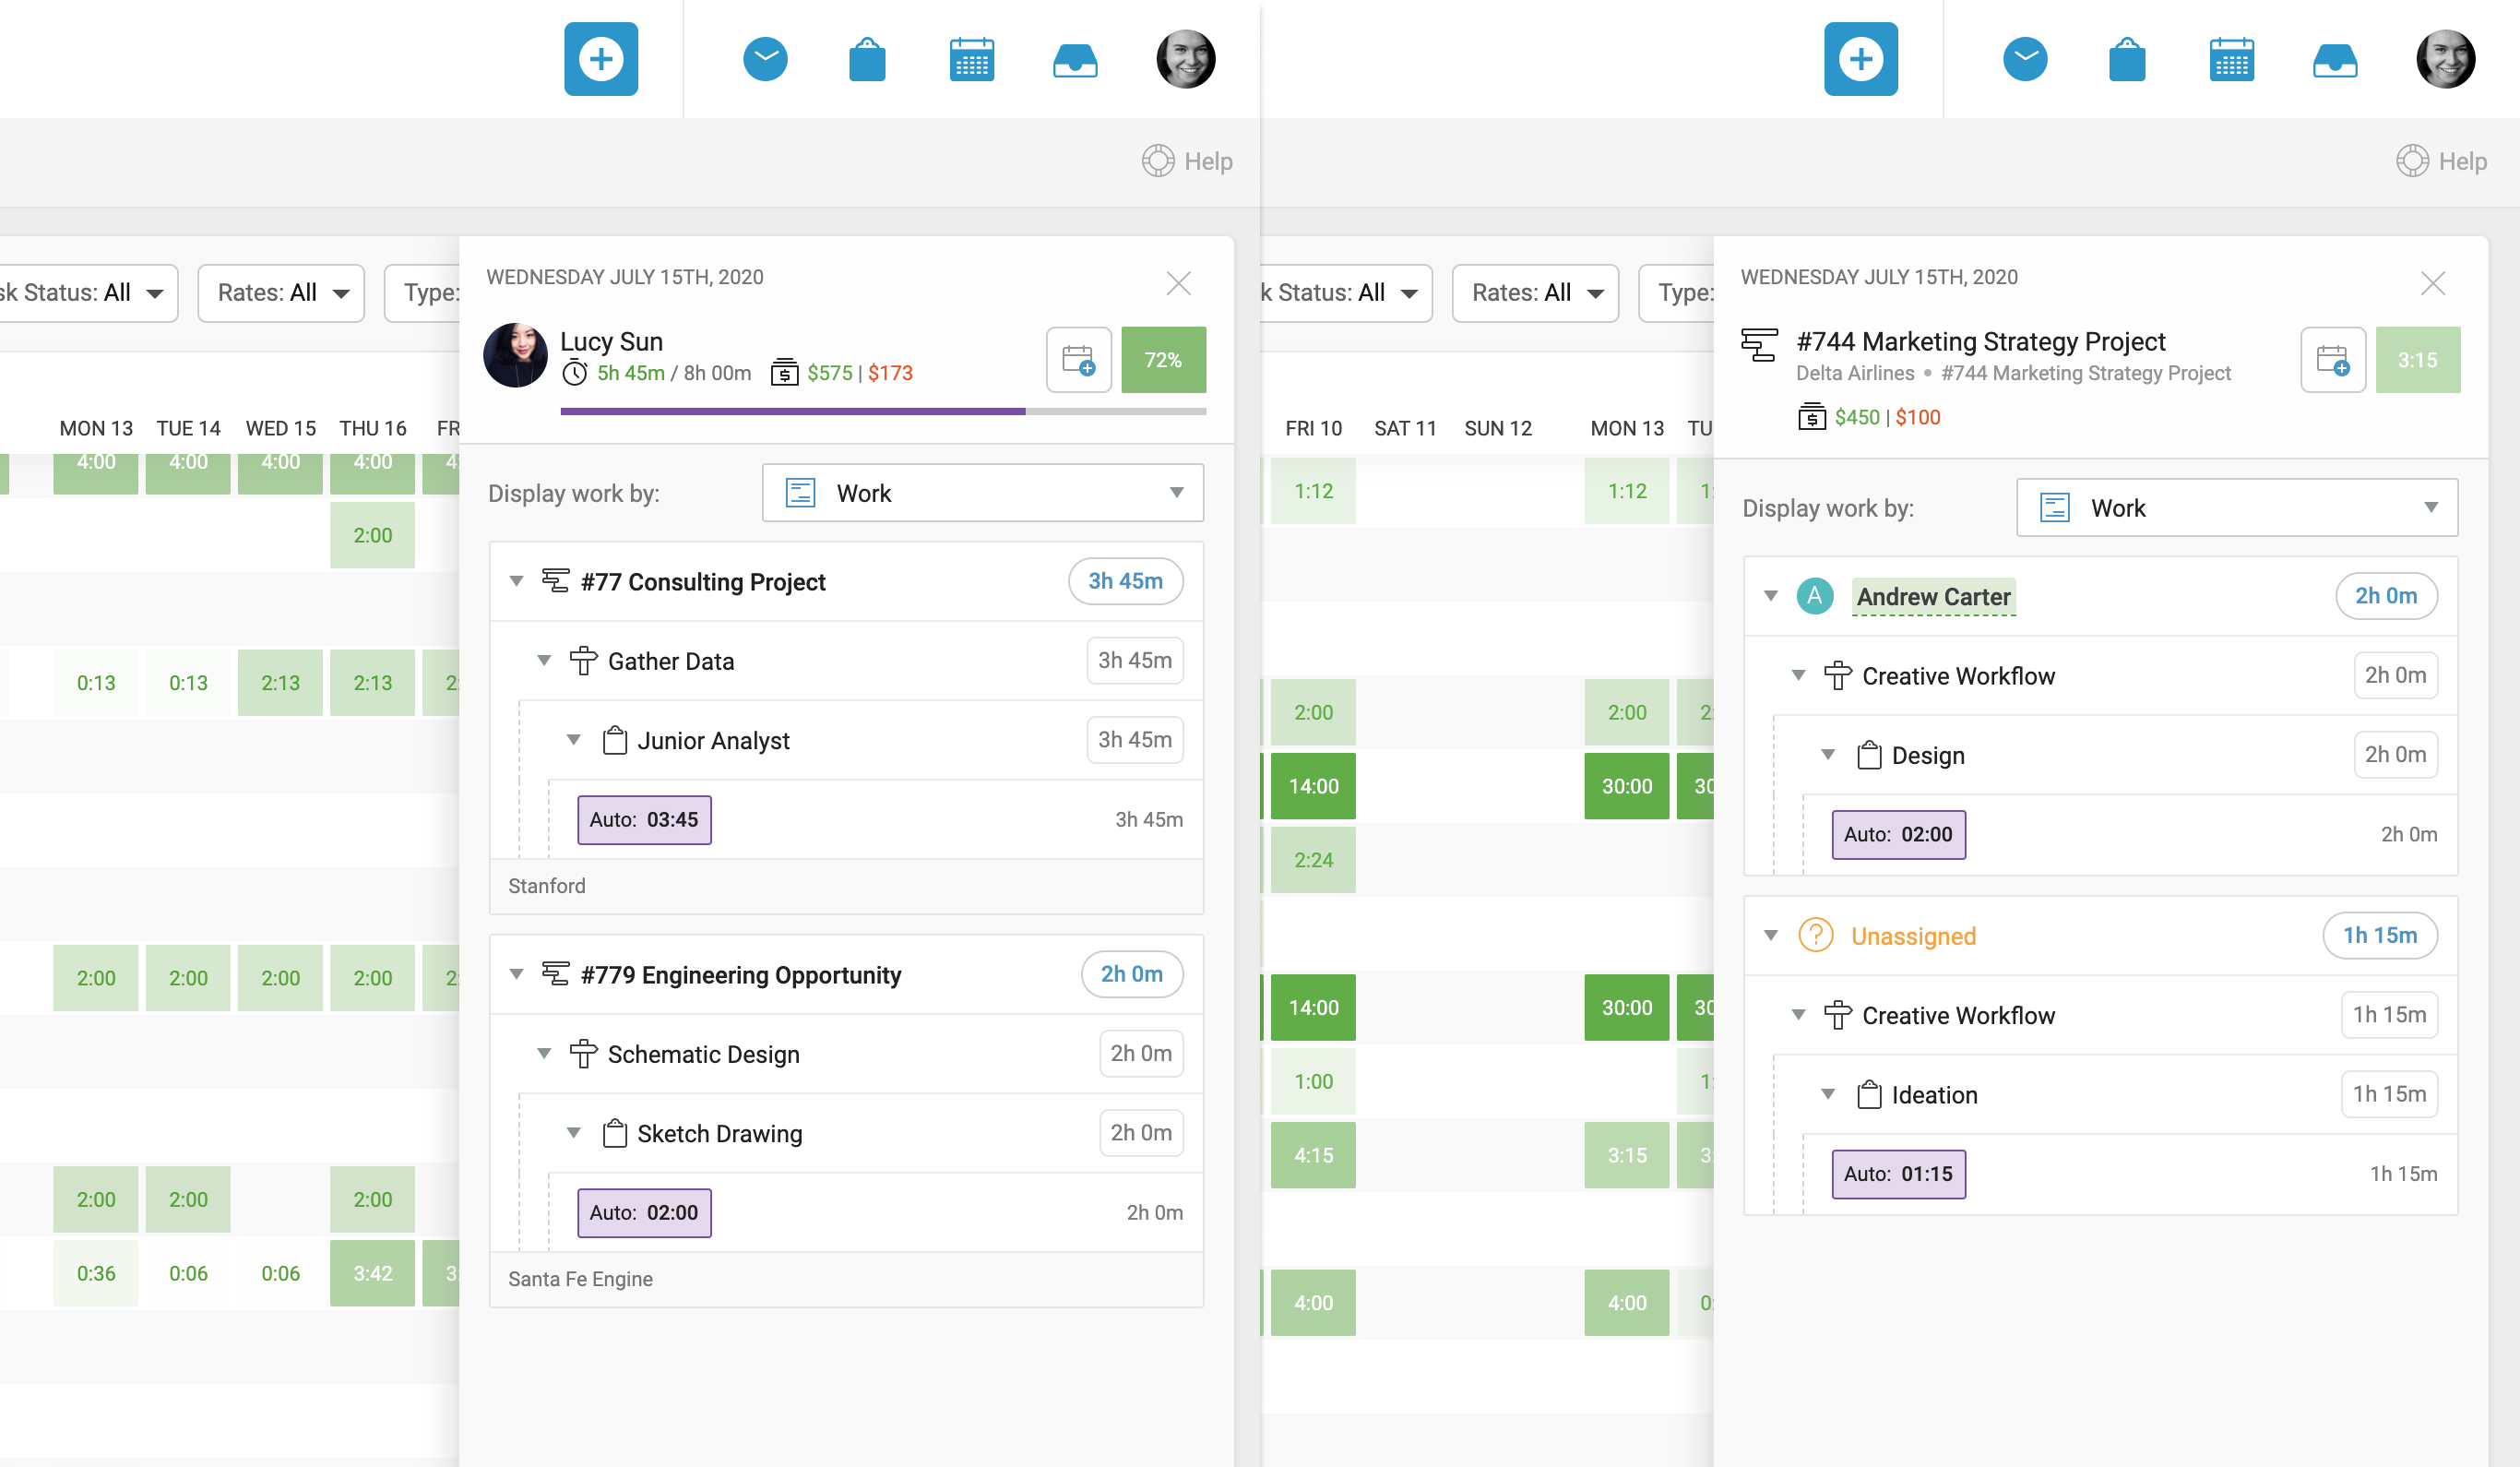 Help
sk Status: All
Rates: All
Type:
MON 13 TUE 14 WED 15 THU 16 FR
4:00 4:00 4:00 4:00 4:
2:00
0:13 0:13 2:13 2:13 2:
2:00 2:00 2:00 2:00 2:
2:00 2:00 2:00
0:36 0:06 0:06 3:42 3:
WEDNESDAY JULY 15TH, 2020
Lucy Sun
5h 45m / 8h 00m $575 | $173
72%
Display work by: Work
#77 Consulting Project 3h 45m
Gather Data 3h 45m
Junior Analyst 3h 45m
Auto: 03:45 3h 45m
Stanford
#779 Engineering Opportunity 2h 0m
Schematic Design 2h 0m
Sketch Drawing 2h 0m
Auto: 02:00 2h 0m
Santa Fe Engine
Help
k Status: All
Rates: All
Type:
FRI 10 SAT 11 SUN 12 MON 13 TU
1:12 1:12 1:
2:00 2:00 2:
14:00 30:00 30
2:24
14:00 30:00 30
1:00 1:
4:15 3:15 3:
4:00 4:00 0:
WEDNESDAY JULY 15TH, 2020
#744 Marketing Strategy Project
Delta Airlines • #744 Marketing Strategy Project
3:15
$450 | $100
Display work by: Work
A Andrew Carter 2h 0m
Creative Workflow 2h 0m
Design 2h 0m
Auto: 02:00 2h 0m
? Unassigned 1h 15m
Creative Workflow 1h 15m
Ideation 1h 15m
Auto: 01:15 1h 15m